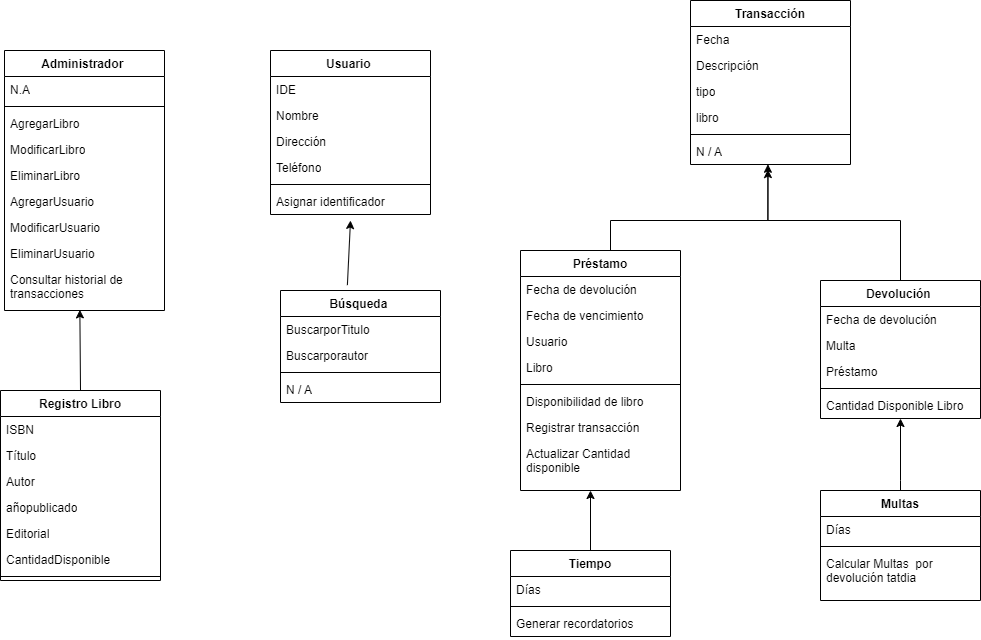 Administrador
N.A
AgregarLibro
ModificarLibro
EliminarLibro
AgregarUsuario
ModificarUsuario
EliminarUsuario
Consultar historial de
transacciones
Registro Libro
ISBN
Título
Autor
añopublicado
Editorial
CantidadDisponible
Usuario
IDE
Nombre
Dirección
Teléfono
Asignar identificador
Búsqueda
BuscarporTitulo
Buscarporautor
N / A
Transacción
Fecha
Descripción
tipo
libro
N / A
Préstamo
Fecha de devolución
Fecha de vencimiento
Usuario
Libro
Disponibilidad de libro
Registrar transacción
Actualizar Cantidad
disponible
Tiempo
Días
Generar recordatorios
Devolución
Fecha de devolución
Multa
Préstamo
Cantidad Disponible Libro
Multas
Días
Calcular Multas  por
devolución tatdia